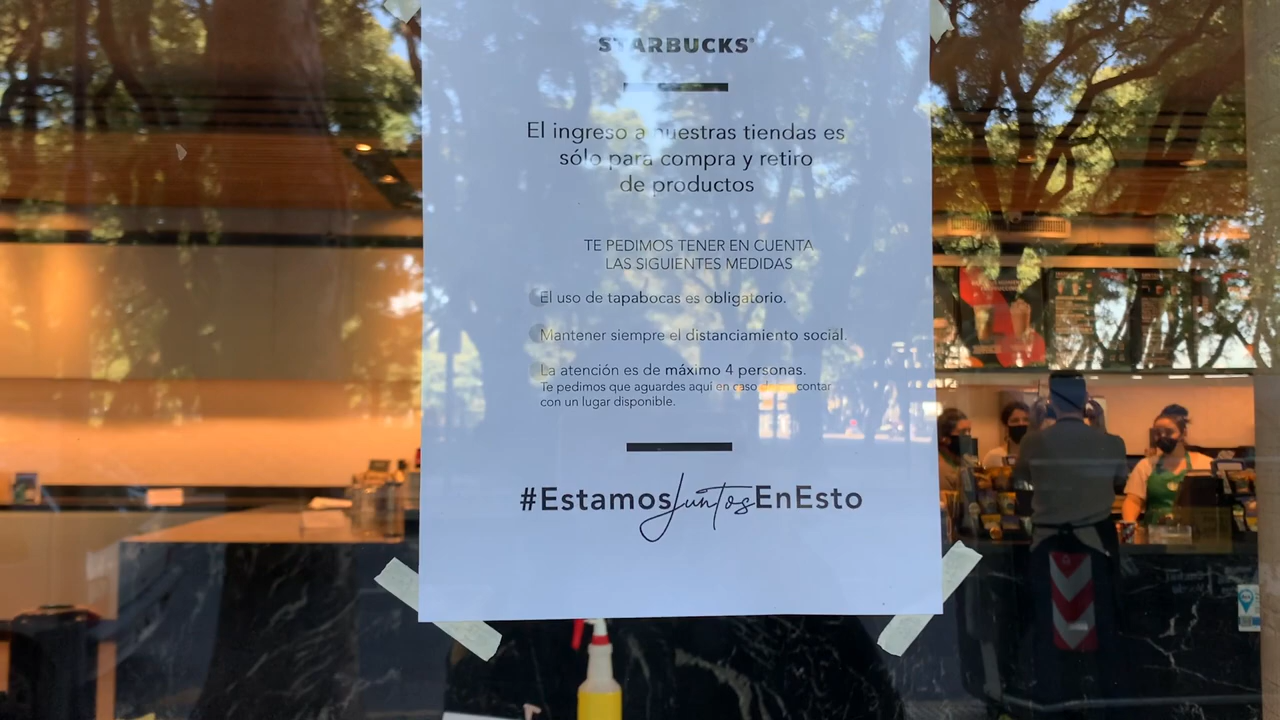 STARBUCKS
El ingreso a nuestras tiendas es
sólo para compra y retiro
de productos
TE PEDIMOS TENER EN CUENTA
LAS SIGUIENTES MEDIDAS
El uso de tapabocas es obligatorio.
Mantener siempre el distanciamiento social.
La atención es de máximo 4 personas.
Te pedimos que aguardes aquí en caso de no contar
con un lugar disponible.
#EstamosJuntosEnEsto